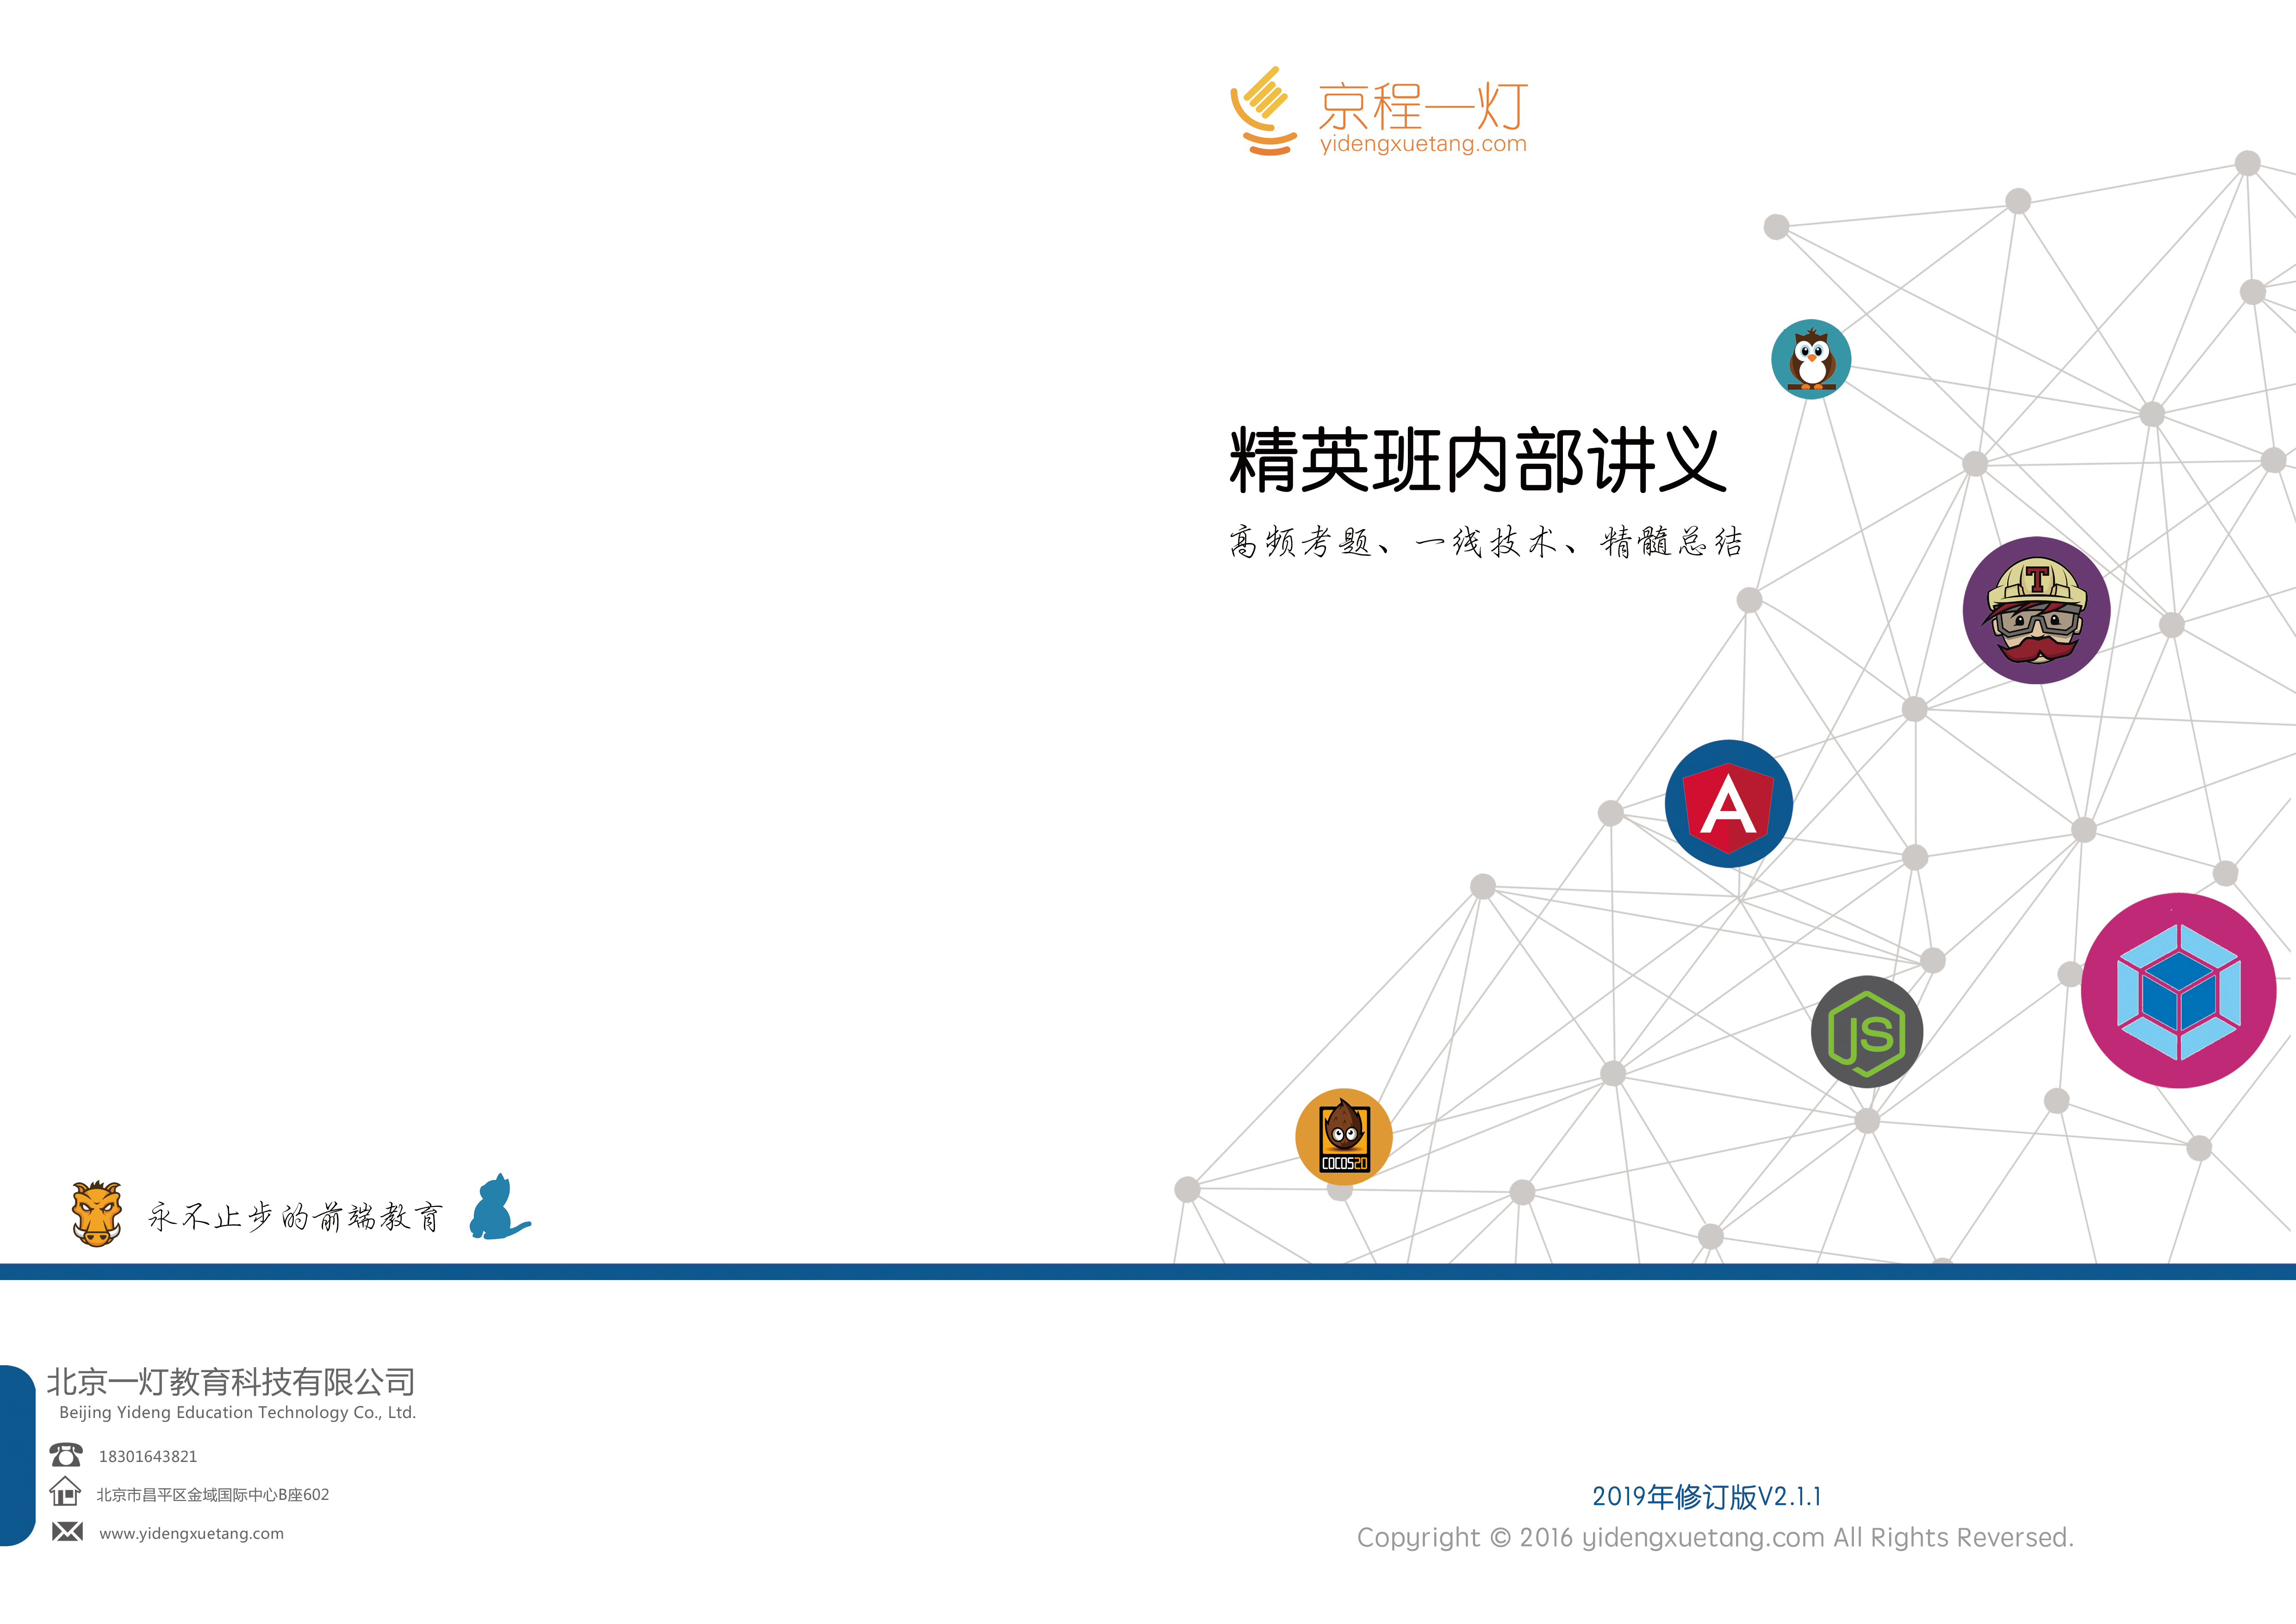 京程一灯
yidengxuetang.com
精英班内部讲义
高频考题、一线技术、精髓总结
T
A
JS
COCOS2D
永不止步的前端教育
北京一灯教育科技有限公司
Beijing Yideng Education Technology Co., Ltd.
18301643821
北京市昌平区金域国际中心B座602
www.yidengxuetang.com
2019年修订版V2.1.1
Copyright © 2016 yidengxuetang.com All Rights Reversed.